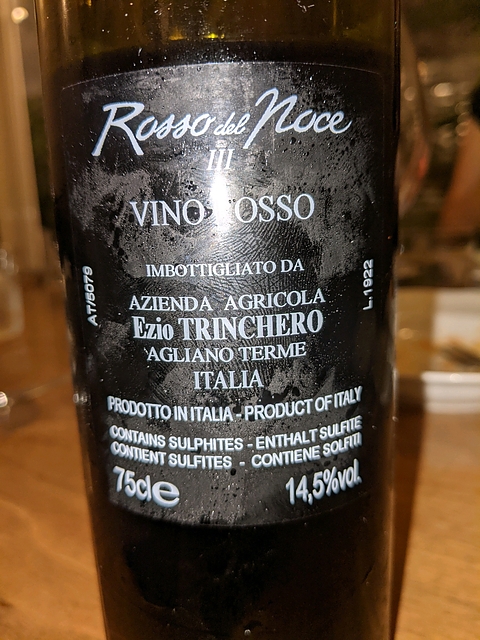 Rosso del Noce
III
VINO ROSSO
IMBOTTIGLIATO DA
AZIENDA AGRICOLA
Ezio TRINCHERO
AGLIANO TERME
ITALIA
PRODOTTO IN ITALIA - PRODUCT OF ITALY
CONTAINS SULPHITES - ENTHALT SULFITE
CONTIENT SULFITES - CONTIENE SOLFITI
75cl e 14,5%vol.
AT/5079
L.1922